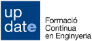 up
date
Formació
Contínua
en Enginyeria